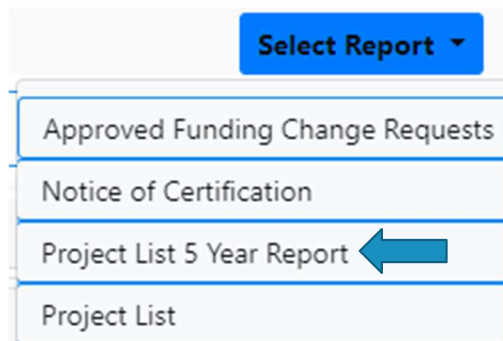 Select Report
Approved Funding Change Requests
Notice of Certification
Project List 5 Year Report
Project List